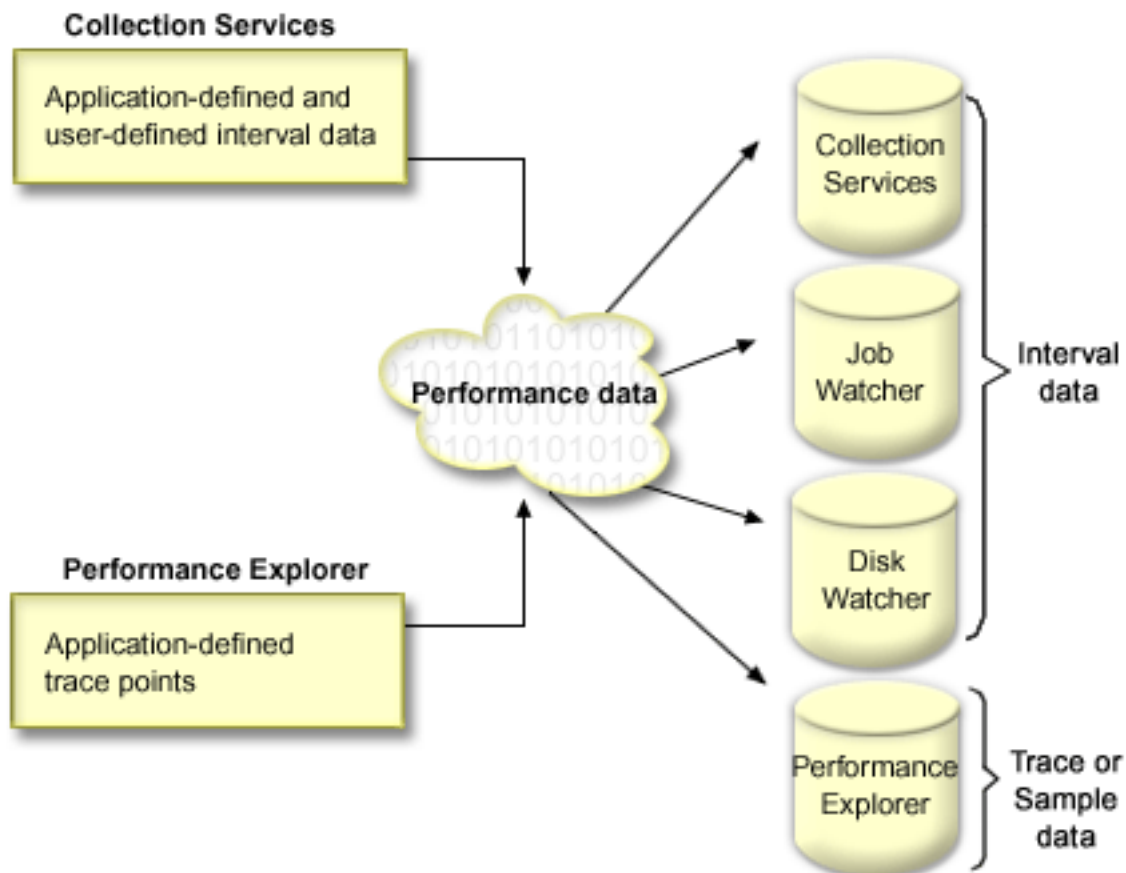 Collection Services
Application-defined and
user-defined interval data
Performance data
Performance Explorer
Application-defined
trace points
Collection
Services
Job
Watcher
Disk
Watcher
Interval
data
Performance
Explorer
Trace or
Sample
data